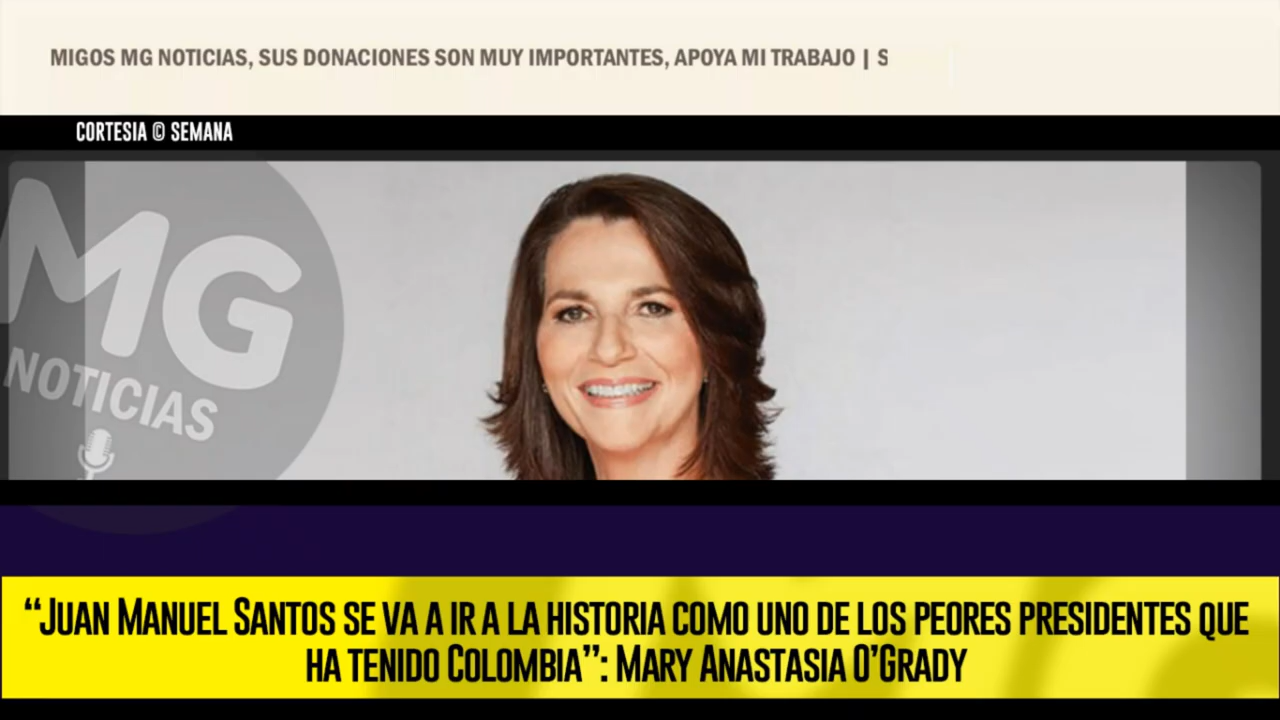 MIGOS MG NOTICIAS, SUS DONACIONES SON MUY IMPORTANTES, APOYA MI TRABAJO | S
CORTESIA © SEMANA
MG
NOTICIAS
“JUAN MANUEL SANTOS SE VA A IR A LA HISTORIA COMO UNO DE LOS PEORES PRESIDENTES QUE
HA TENIDO COLOMBIA”: MARY ANASTASIA O’GRADY